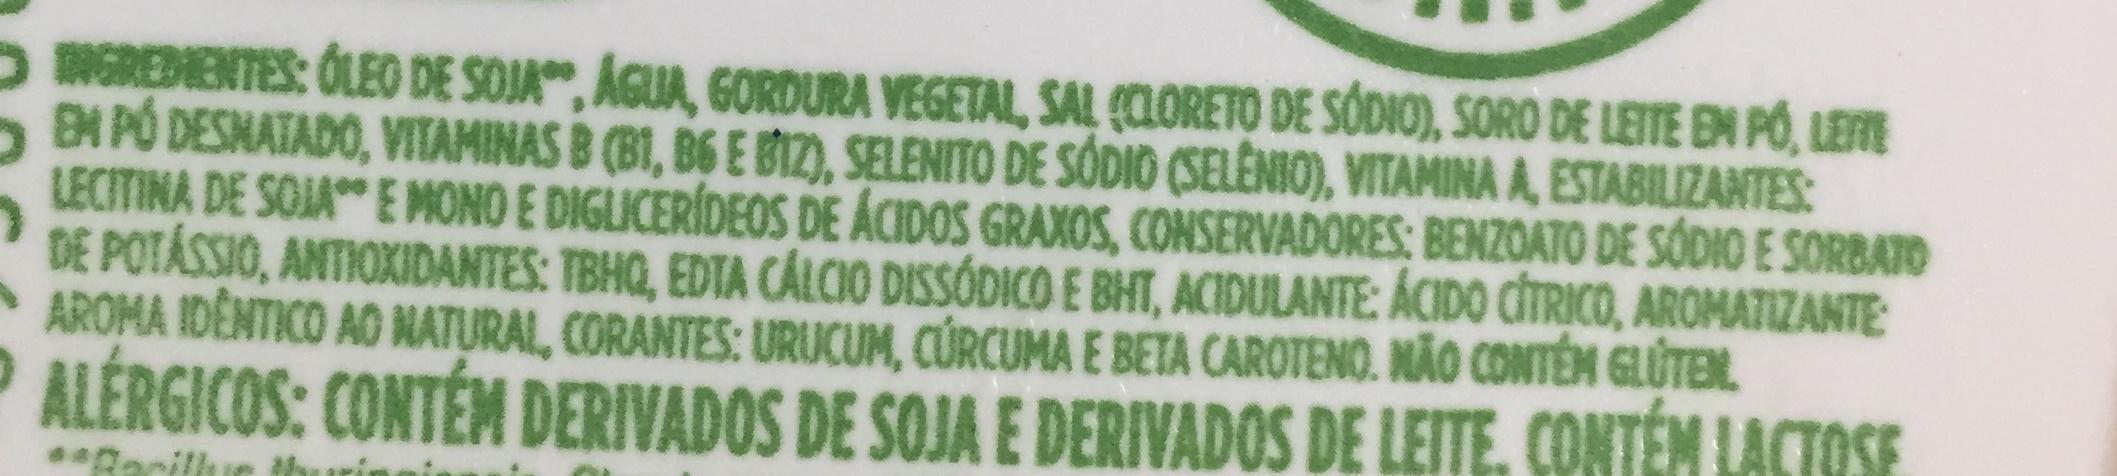 INGREDIENTES: ÓLEO DE SOJA**, ÁGUA, GORDURA VEGETAL, SAL (CLORETO DE SÓDIO), SORO DE LEITE EM PÓ, LEITE
EM PÓ DESNATADO, VITAMINAS B (B1, B6 E B12), SELENITO DE SÓDIO (SELÊNIO), VITAMINA A, ESTABILIZANTES:
LECITINA DE SOJA** E MONO E DIGLICERÍDEOS DE ÁCIDOS GRAXOS, CONSERVADORES: BENZOATO DE SÓDIO E SORBATO
DE POTÁSSIO, ANTIOXIDANTES: TBHQ, EDTA CÁLCIO DISSÓDICO E BHT, ACIDULANTE: ÁCIDO CÍTRICO, AROMATIZANTE:
AROMA IDÊNTICO AO NATURAL, CORANTES: URUCUM, CÚRCUMA E BETA CAROTENO. NÃO CONTÉM GLÚTEN.
ALÉRGICOS: CONTÉM DERIVADOS DE SOJA E DERIVADOS DE LEITE. CONTÉM LACTOSE
**Bacillus thuringiensis,